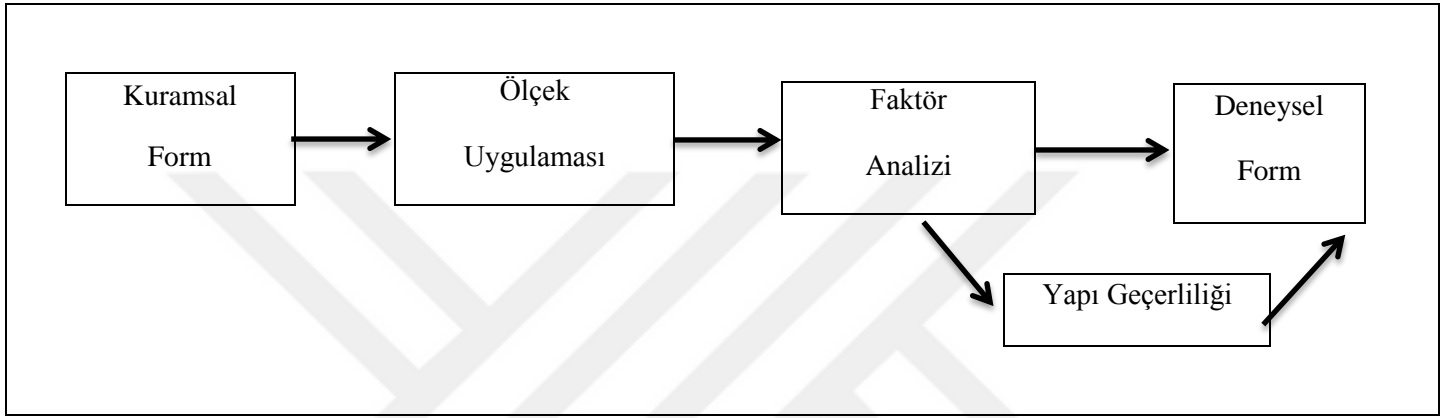 Kuramsal
Form
Ölçek
Uygulaması
Faktör
Analizi
Deneysel
Form
Yapı Geçerliliği